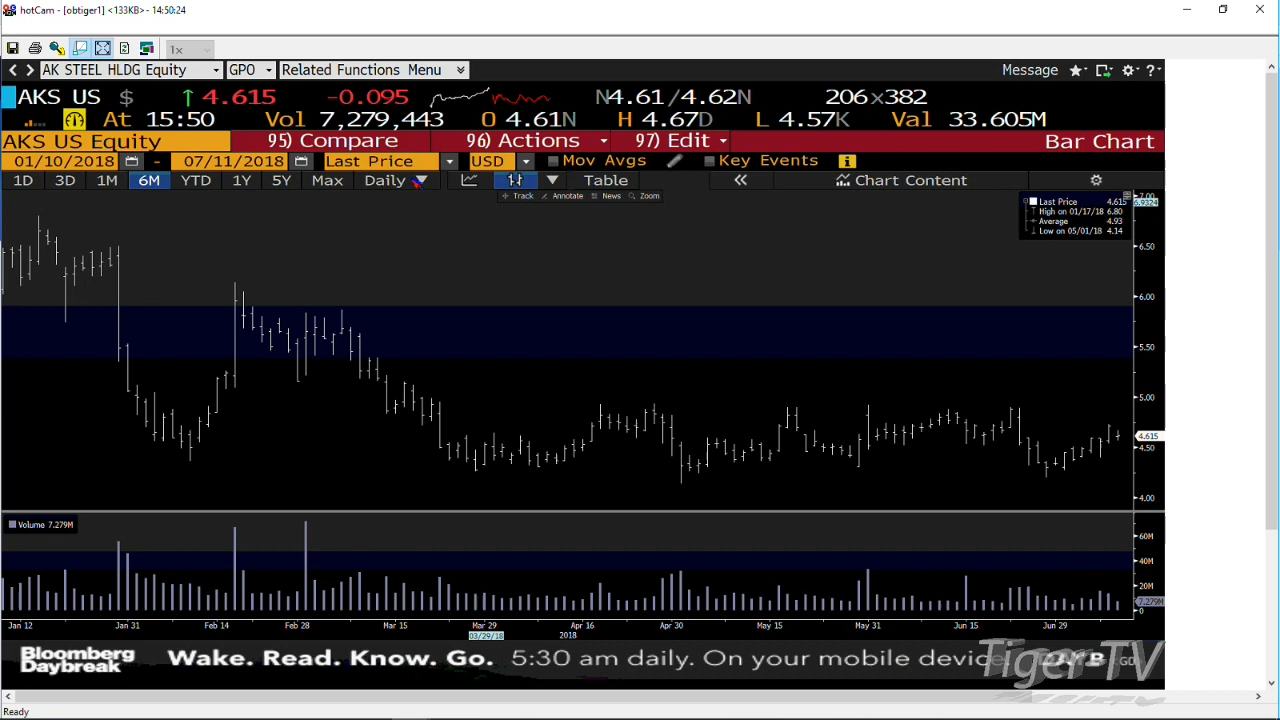 hotCam - [obtiger1] <133KB> - 14:50:24
1x
AK STEEL HLDG Equity GPO Related Functions Menu Message
AKS US $ ↑ 4.615 -0.095 N4.61/4.62N 206x382
At 15:50 Vol 7,279,443 O 4.61N H 4.67D L 4.57K Val 33.605M
AKS US Equity 95) Compare 96) Actions 97) Edit Bar Chart
01/10/2018 - 07/11/2018 Last Price USD Mov Avgs Key Events
1D 3D 1M 6M YTD 1Y 5Y Max Daily Table « Chart Content
Track Annotate News Zoom
Last Price 4.615
High on 01/17/18 6.80
Average 4.93
Low on 05/01/18 4.14
7.00
6.9324
6.50
6.00
5.50
5.00
4.615
4.50
4.00
Volume 7.279M
60M
40M
20M
7.279M
0
Jan 12 Jan 31 Feb 14 Feb 28 Mar 15 Mar 29 Apr 16 Apr 30 May 15 May 31 Jun 15 Jun 29
03/29/18 2018
Bloomberg Daybreak Wake. Read. Know. Go. 5:30 am daily. On your mobile device.
Tiger TV
Ready